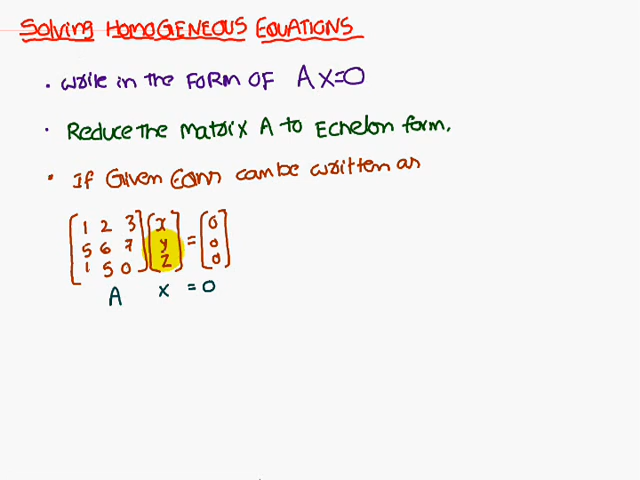 Solving HOMOGENEOUS EQUATIONS
• write in the FORM OF AX=0
• Reduce the matrix A to Echelon form.
• If Given Eqns can be written as
[1 2 3] [x] = [0]
[5 6 7] [y] [0]
[1 5 0] [z] [0]
A x = 0